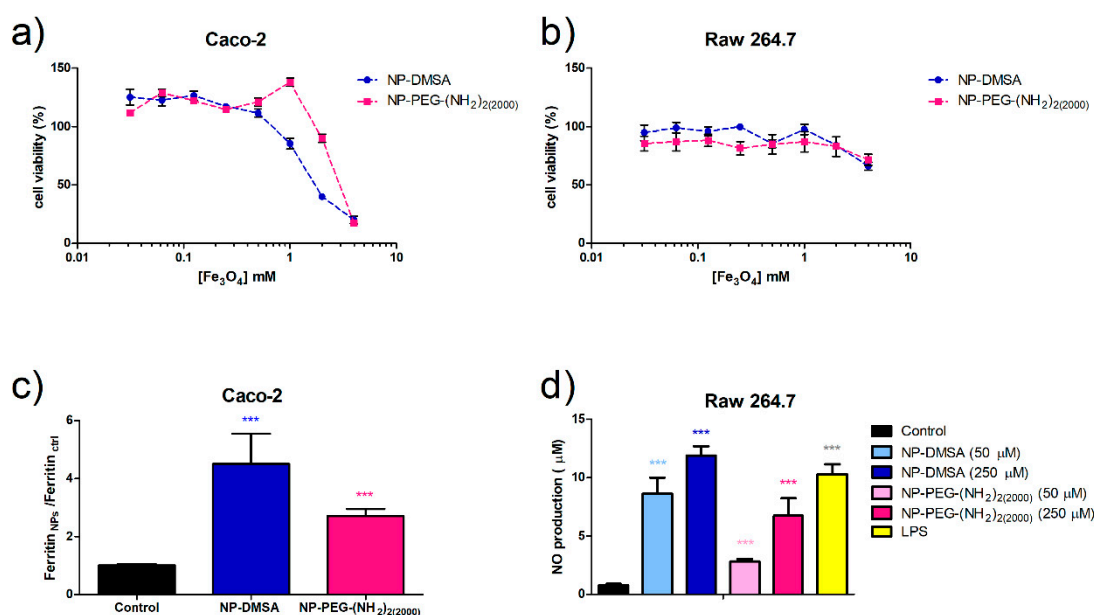 a)
Caco-2
150
100
50
0
cell viability (%)
0.01
0.1
1
10
[Fe₃O₄] mM
NP-DMSA
NP-PEG-(NH₂)₂₍₂₀₀₀₎
b)
Raw 264.7
150
100
50
0
cell viability (%)
0.01
0.1
1
10
[Fe₃O₄] mM
NP-DMSA
NP-PEG-(NH₂)₂₍₂₀₀₀₎
c)
Caco-2
6
4
2
0
Ferritin NPs /Ferritin ctrl
***
***
Control
NP-DMSA
NP-PEG-(NH₂)₂₍₂₀₀₀₎
d)
Raw 264.7
15
10
5
0
NO production ( μM)
***
***
***
***
***
Control
NP-DMSA (50 μM)
NP-DMSA (250 μM)
NP-PEG-(NH₂)₂₍₂₀₀₀₎ (50 μM)
NP-PEG-(NH₂)₂₍₂₀₀₀₎ (250 μM)
LPS